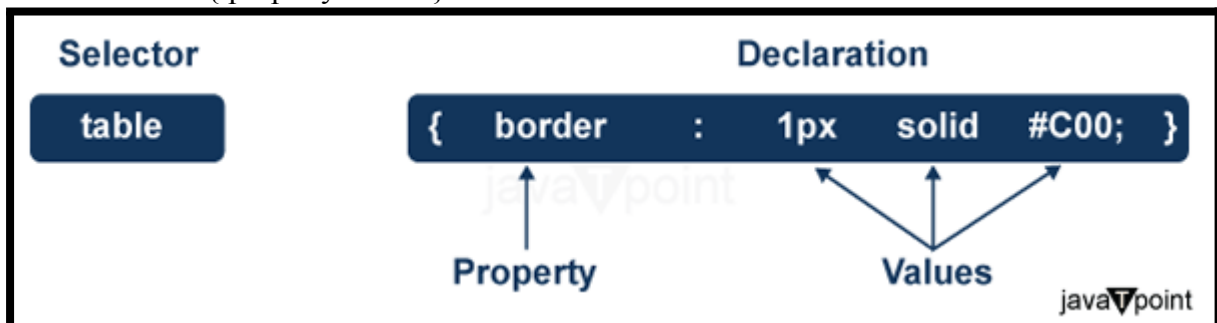 Selector Declaration
table { border : 1px solid #C00; }
javaTpoint
Property Values
javaTpoint